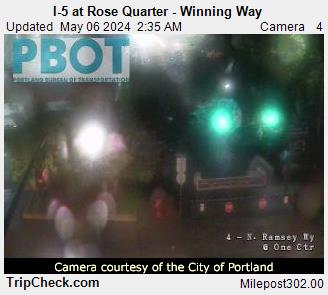 I-5 at Rose Quarter - Winning Way
Updated May 06 2024 2:35 AM Camera 4
PBOT
PORTLAND BUREAU OF TRANSPORTATION
4 - N. Ramsey Wy
@ One Ctr
Camera courtesy of the City of Portland
TripCheck.com Milepost302.00